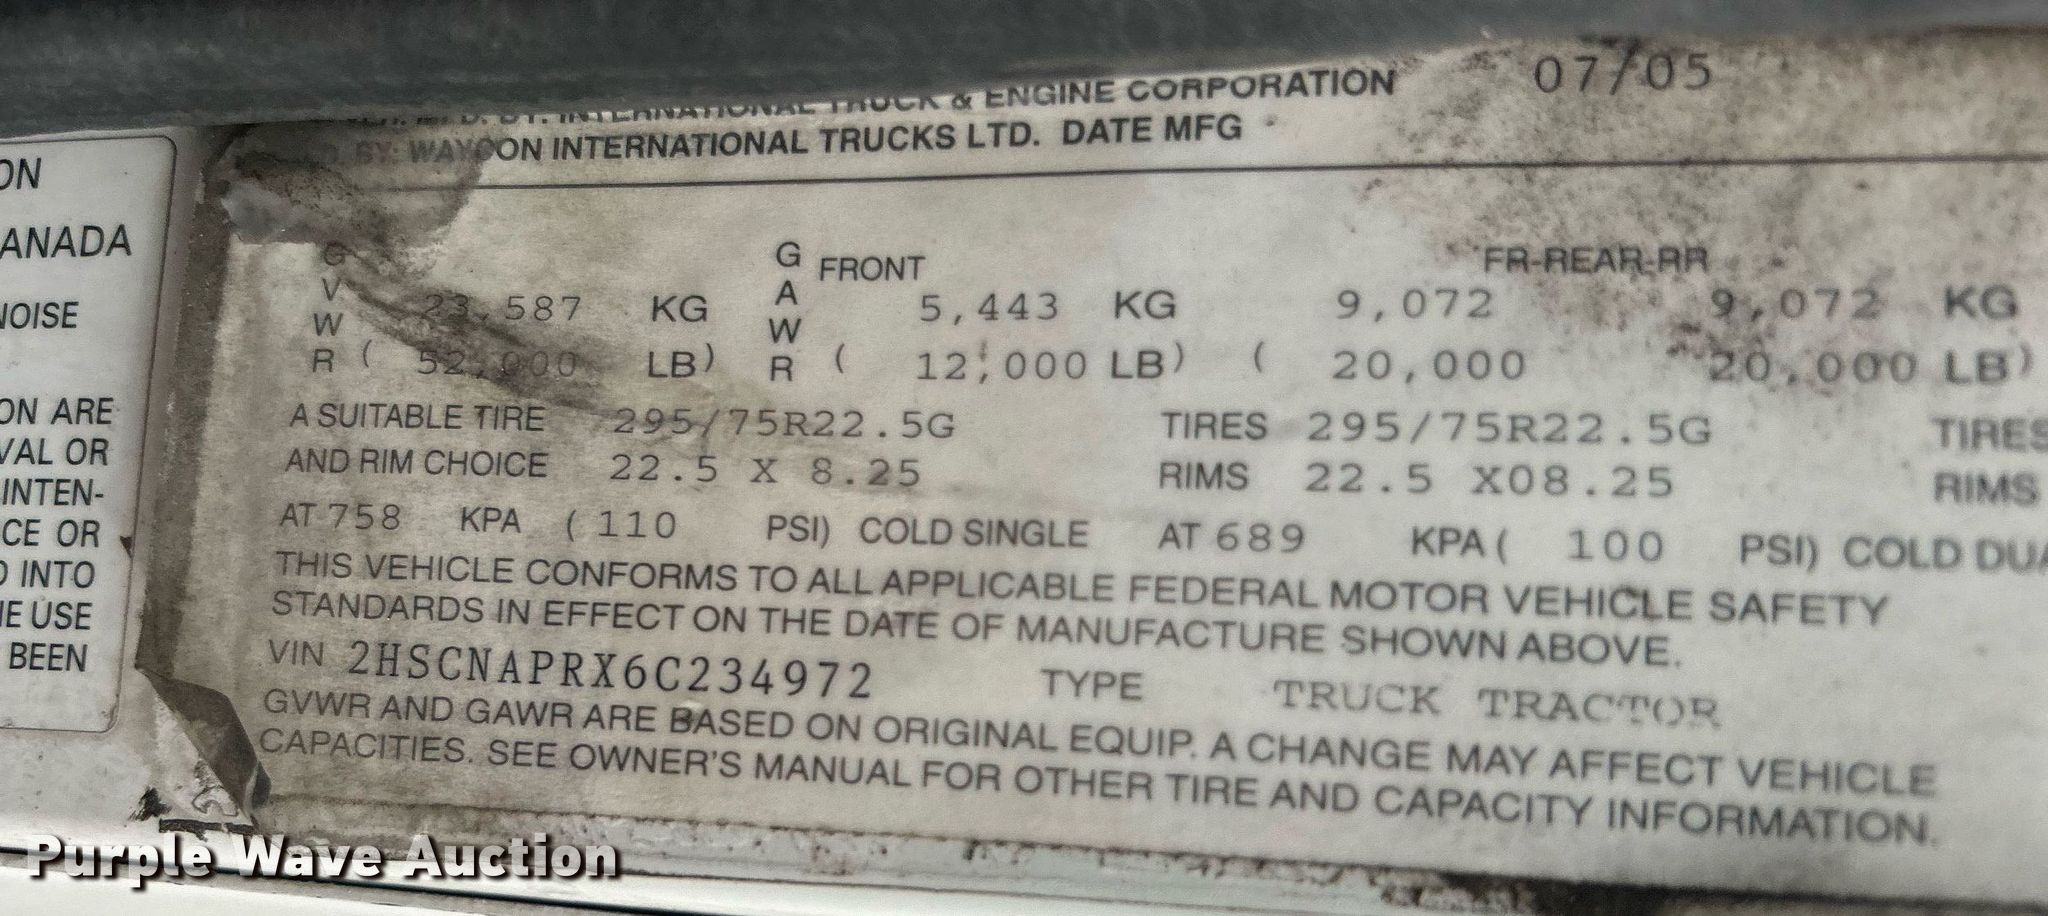 07/05
INTERNATIONAL TRUCK & ENGINE CORPORATION
BY: WAYCON INTERNATIONAL TRUCKS LTD. DATE MFG
GVWR 23,587 KG GAWR FRONT 5,443 KG FR-REAR-RR 9,072 9,072 KG
( 52,000 LB) ( 12,000 LB) ( 20,000 20,000 LB)
A SUITABLE TIRE 295/75R22.5G TIRES 295/75R22.5G TIRES
AND RIM CHOICE 22.5 X 8.25 RIMS 22.5 X08.25 RIMS
AT 758 KPA (110 PSI) COLD SINGLE AT 689 KPA ( 100 PSI) COLD DUA
THIS VEHICLE CONFORMS TO ALL APPLICABLE FEDERAL MOTOR VEHICLE SAFETY
STANDARDS IN EFFECT ON THE DATE OF MANUFACTURE SHOWN ABOVE.
VIN 2HSCNAPRX6C234972 TYPE TRUCK TRACTOR
GVWR AND GAWR ARE BASED ON ORIGINAL EQUIP. A CHANGE MAY AFFECT VEHICLE
CAPACITIES. SEE OWNER'S MANUAL FOR OTHER TIRE AND CAPACITY INFORMATION.
ON
ANADA
NOISE
ON ARE
VAL OR
INTEN-
CE OR
INTO
E USE
BEEN
Purple Wave Auction